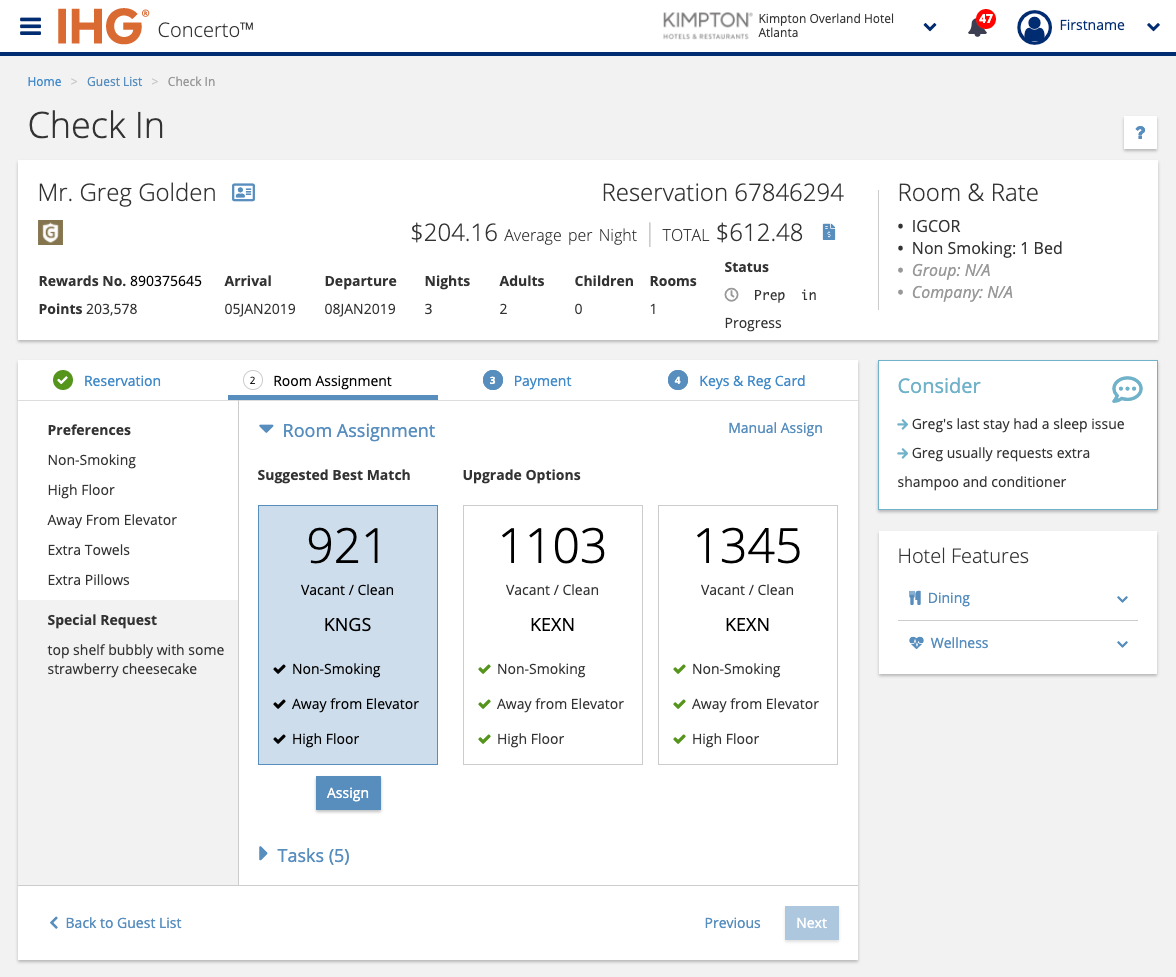 IHG® Concerto™
KIMPTON®
HOTELS & RESTAURANTS
Kimpton Overland Hotel
Atlanta
47
Firstname
Home > Guest List > Check In
Check In
?
Mr. Greg Golden
Reservation 67846294
G
$204.16 Average per Night | TOTAL $612.48
$
Rewards No. 890375645
Points 203,578
Arrival
05JAN2019
Departure
08JAN2019
Nights
3
Adults
2
Children
0
Rooms
1
Status
Prep in
Progress
Room & Rate
• IGCOR
• Non Smoking: 1 Bed
• Group: N/A
• Company: N/A
Reservation
2 Room Assignment
3 Payment
4 Keys & Reg Card
Preferences
Non-Smoking
High Floor
Away From Elevator
Extra Towels
Extra Pillows
Special Request
top shelf bubbly with some
strawberry cheesecake
Room Assignment
Manual Assign
Suggested Best Match
Upgrade Options
921
Vacant / Clean
KNGS
Non-Smoking
Away from Elevator
High Floor
1103
Vacant / Clean
KEXN
Non-Smoking
Away from Elevator
High Floor
1345
Vacant / Clean
KEXN
Non-Smoking
Away from Elevator
High Floor
Assign
Tasks (5)
Back to Guest List
Previous
Next
Consider
Greg's last stay had a sleep issue
Greg usually requests extra
shampoo and conditioner
Hotel Features
Dining
Wellness